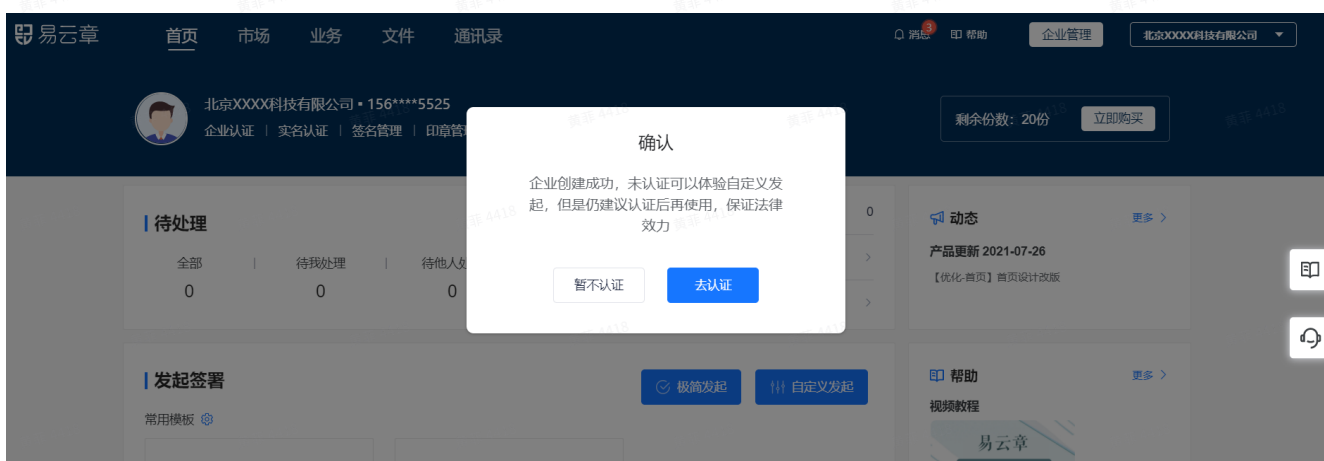 易云章
首页 市场 业务 文件 通讯录
消息 3 帮助 企业管理 北京XXXX科技有限公司
北京XXXX科技有限公司 • 156****5525
企业认证 | 实名认证 | 签名管理 | 印章管
剩余份数：20份 立即购买
确认
企业创建成功，未认证可以体验自定义发
起，但是仍建议认证后再使用，保证法律
效力
暂不认证 去认证
待处理
全部 | 待我处理 | 待他人处
0 0 0
0
动态 更多
产品更新 2021-07-26
【优化-首页】首页设计改版
发起签署
极简发起 自定义发起
常用模板
帮助 更多
视频教程
易云章
黄菲 4418